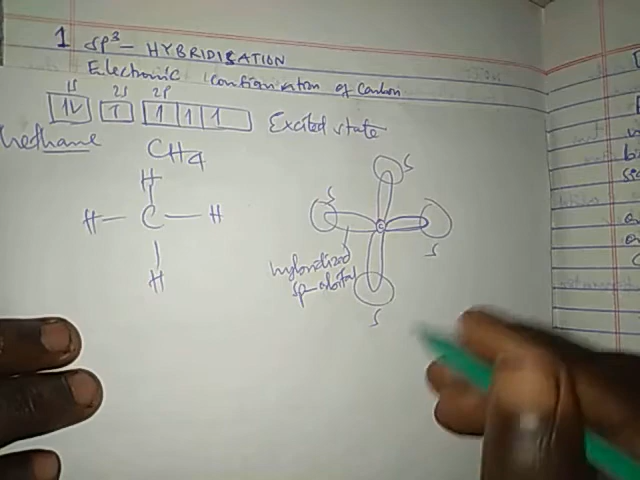 1 sp³- HYBRIDISATION
Electronic Configuration of Carbon
1S 2S 2P
1V 1 1 1 1 Excited state
Methane CH4
H
H-C-H
H
S
S
C
S
hybridized
sp-orbital
S